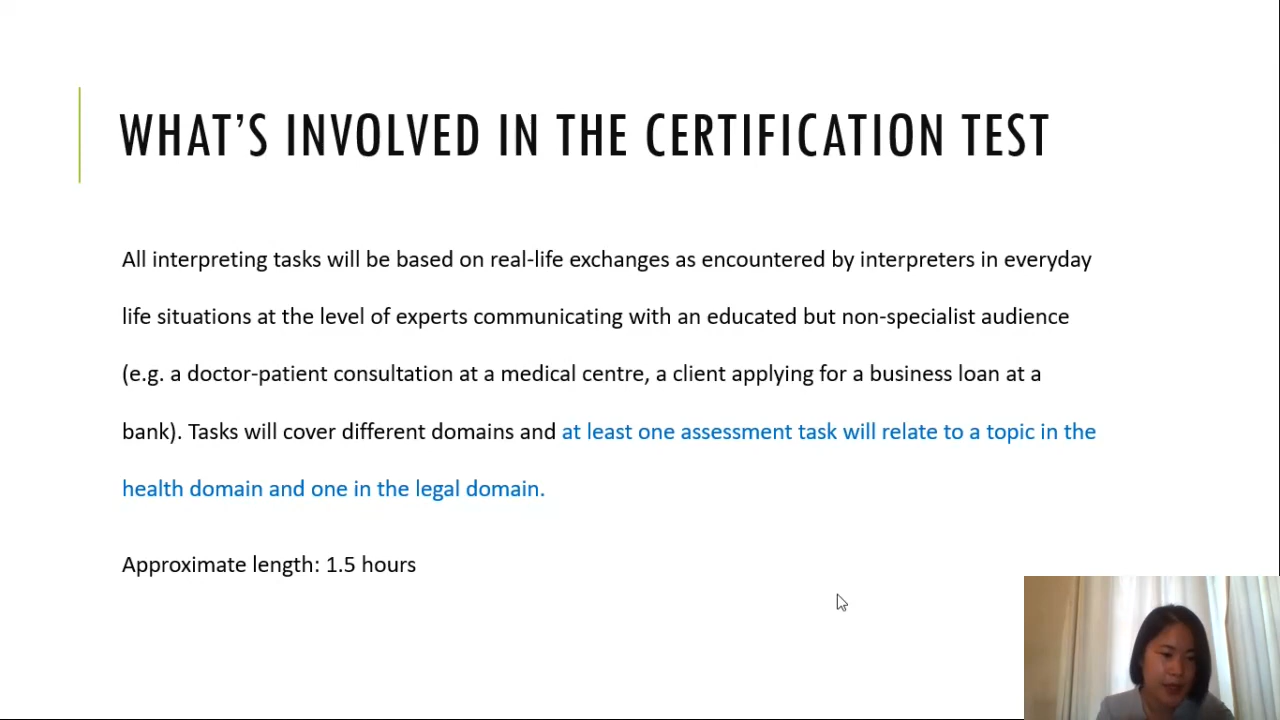 WHAT'S INVOLVED IN THE CERTIFICATION TEST
All interpreting tasks will be based on real-life exchanges as encountered by interpreters in everyday
life situations at the level of experts communicating with an educated but non-specialist audience
(e.g. a doctor-patient consultation at a medical centre, a client applying for a business loan at a
bank). Tasks will cover different domains and at least one assessment task will relate to a topic in the
health domain and one in the legal domain.
Approximate length: 1.5 hours